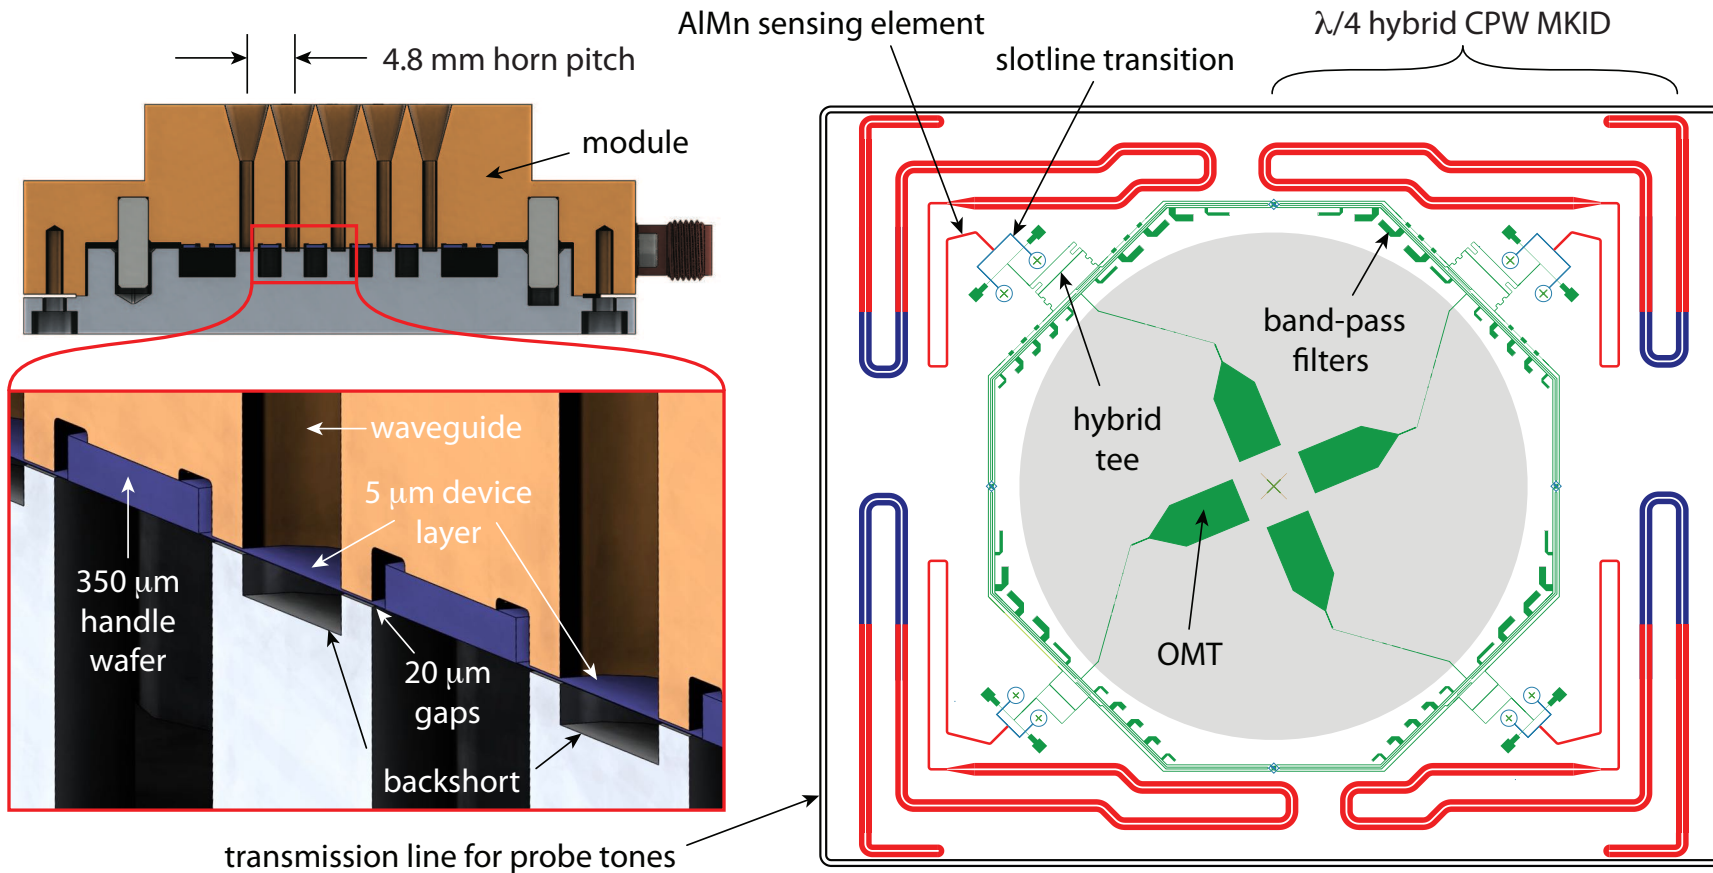 4.8 mm horn pitch
module
waveguide
5 μm device
layer
350 μm
handle
wafer
20 μm
gaps
backshort
transmission line for probe tones
AlMn sensing element
slotline transition
λ/4 hybrid CPW MKID
band-pass
filters
hybrid
tee
OMT